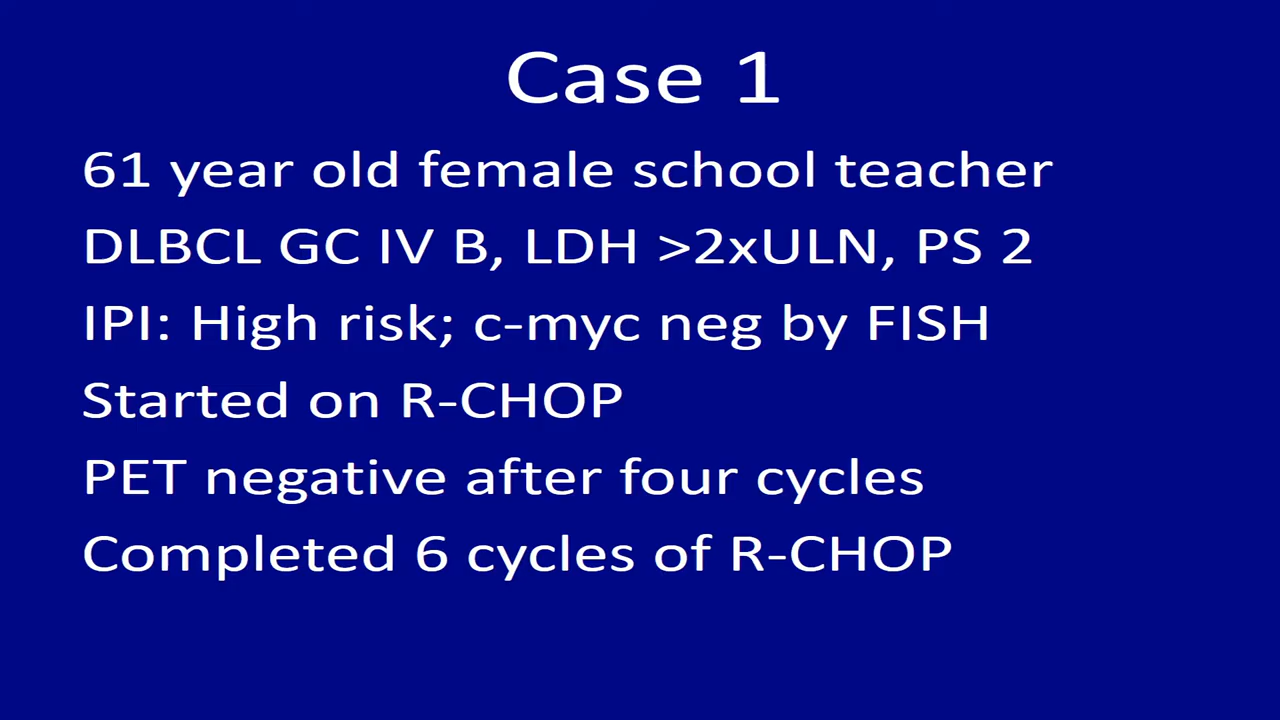 Case 1
61 year old female school teacher
DLBCL GC IV B, LDH >2xULN, PS 2
IPI: High risk; c-myc neg by FISH
Started on R-CHOP
PET negative after four cycles
Completed 6 cycles of R-CHOP